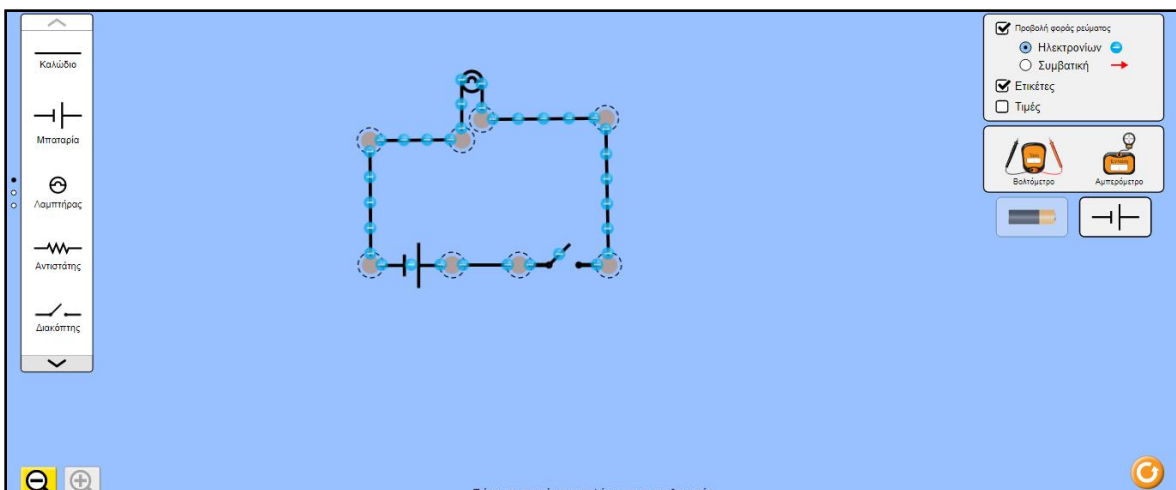 Καλώδιο
Μπαταρία
Λαμπτήρας
Αντιστάτης
Διακόπτης
Προβολή φοράς ρεύματος
Ηλεκτρονίων
Συμβατική
Ετικέτες
Τιμές
Βολτόμετρο
Αμπερόμετρο